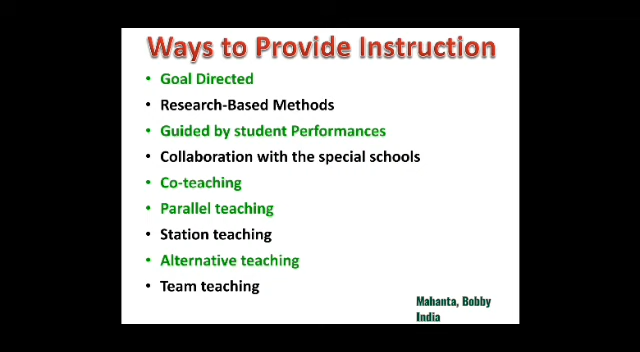 Ways to Provide Instruction
• Goal Directed
• Research-Based Methods
• Guided by student Performances
• Collaboration with the special schools
• Co-teaching
• Parallel teaching
• Station teaching
• Alternative teaching
• Team teaching
Mahanta, Bobby
India